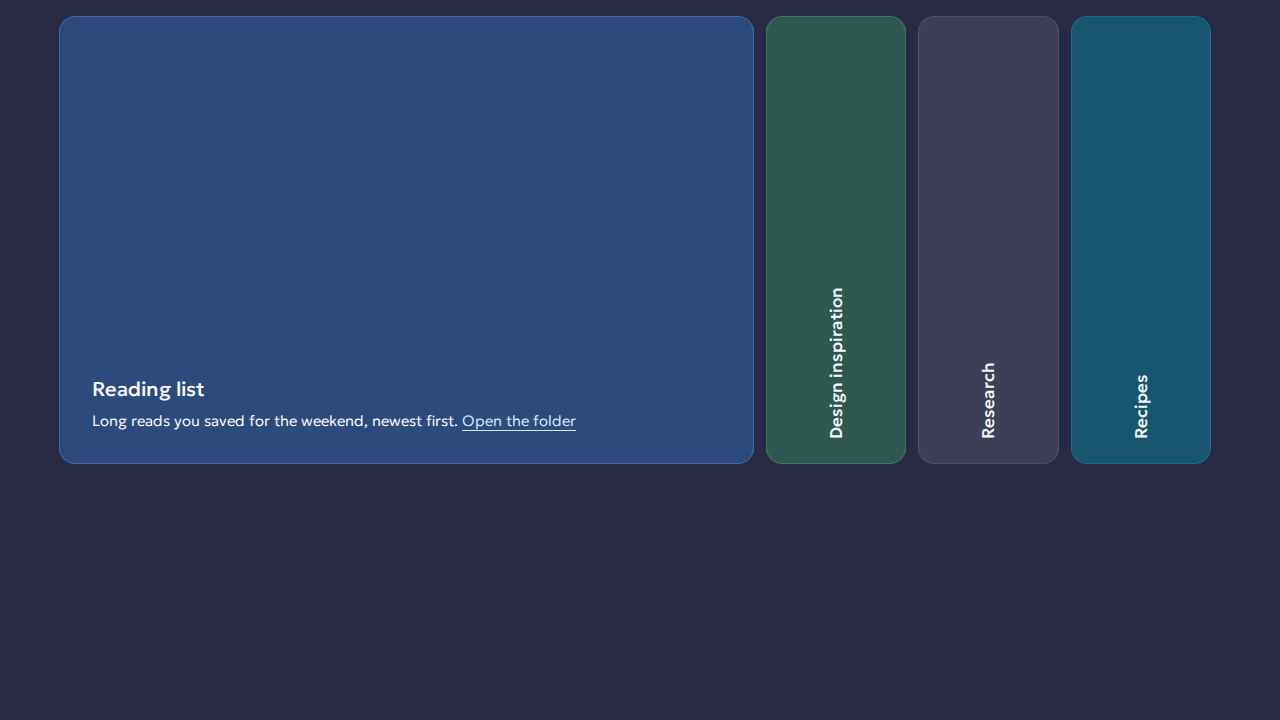 Reading list
Long reads you saved for the weekend, newest first. Open the folder
Design inspiration
Research
Recipes